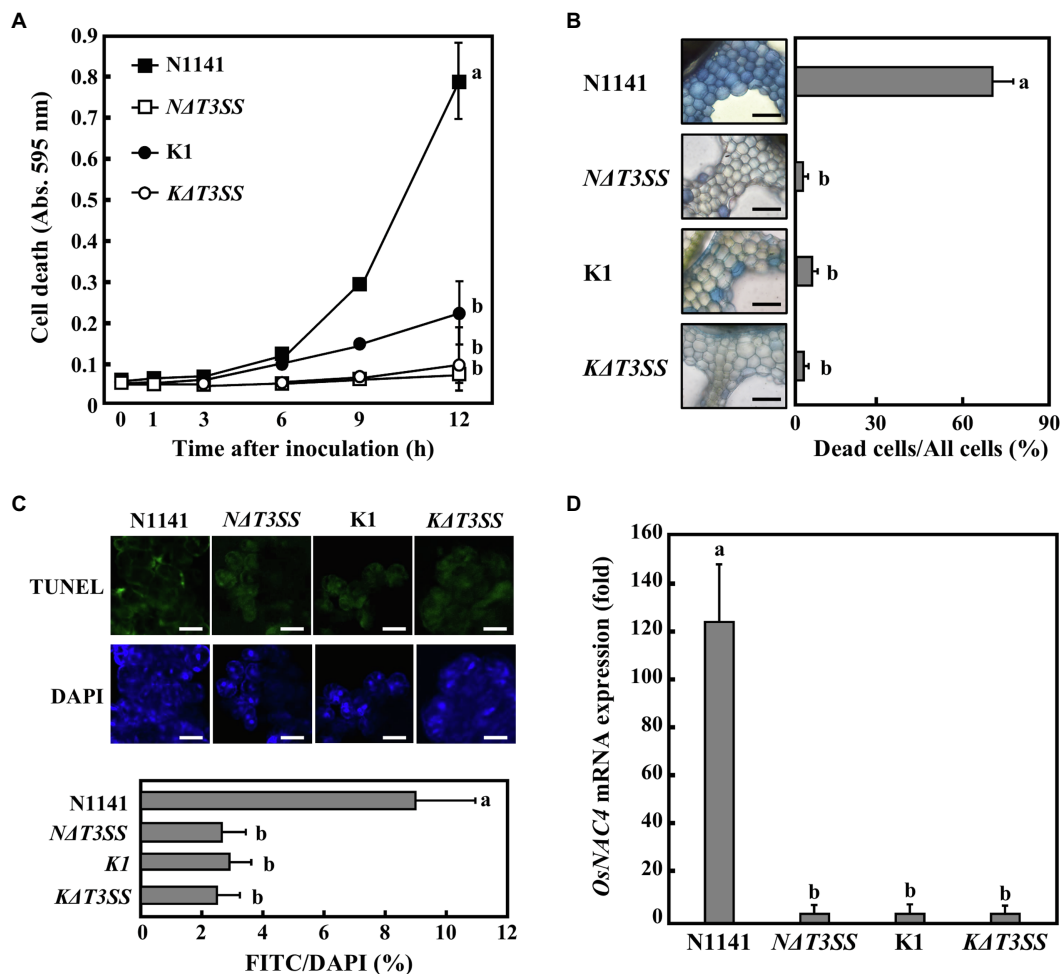 A
0.9
0.8
0.7
0.6
0.5
0.4
0.3
0.2
0.1
0
Cell death (Abs. 595 nm)
N1141
NΔT3SS
K1
KΔT3SS
a
b
b
b
0 1 3 6 9 12
Time after inoculation (h)
B
N1141
NΔT3SS
K1
KΔT3SS
a
b
b
b
0 30 60 90
Dead cells/All cells (%)
C
N1141 NΔT3SS K1 KΔT3SS
TUNEL
DAPI
N1141
NΔT3SS
K1
KΔT3SS
a
b
b
b
0 2 4 6 8 10 12
FITC/DAPI (%)
D
160
140
120
100
80
60
40
20
0
OsNAC4 mRNA expression (fold)
a
b b b
N1141 NΔT3SS K1 KΔT3SS